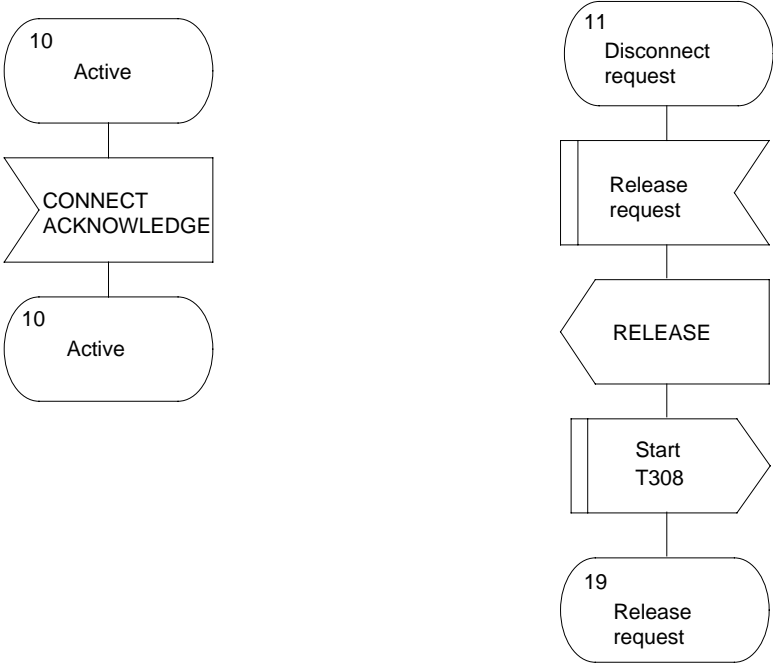 10
Active
CONNECT
ACKNOWLEDGE
10
Active
11
Disconnect
request
Release
request
RELEASE
Start
T308
19
Release
request